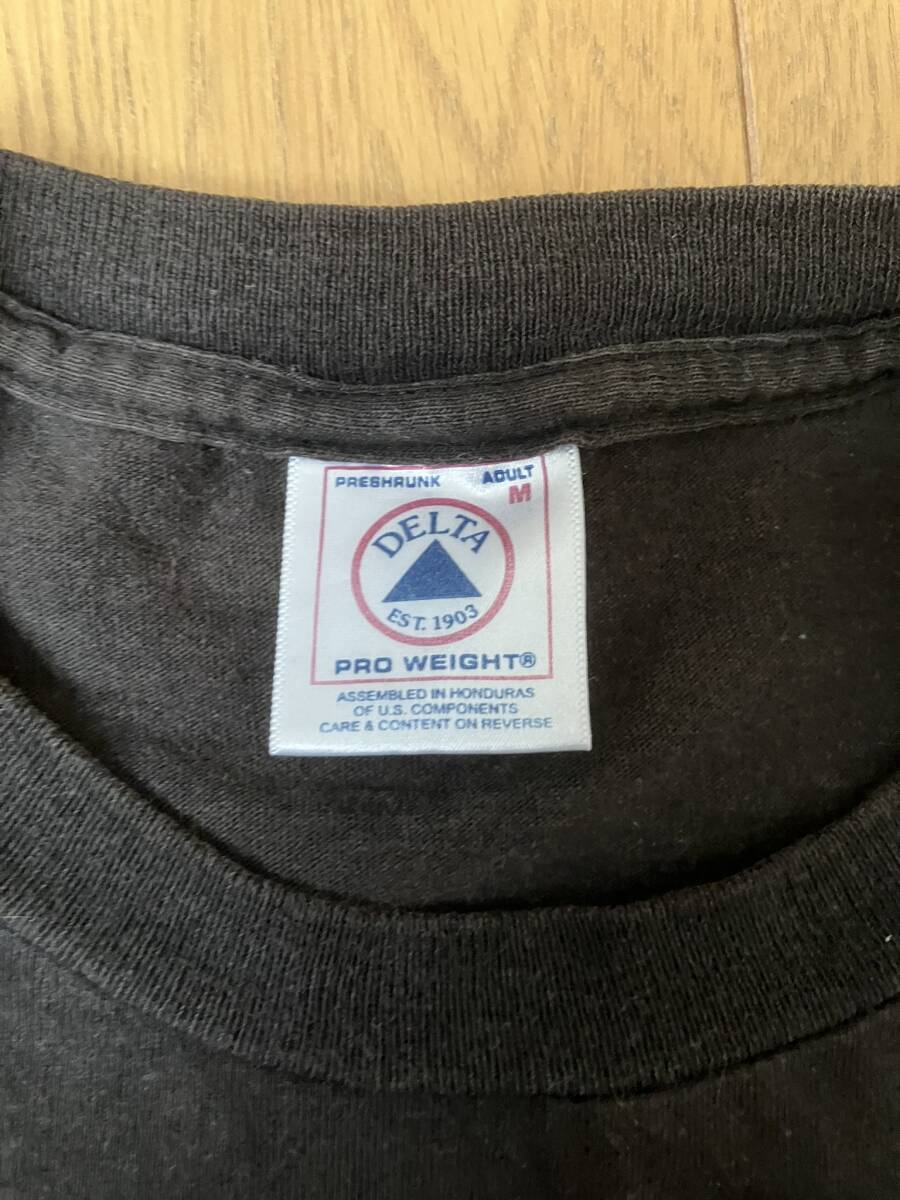 PRESHRUNK ADULT
M
DELTA
EST. 1903
PRO WEIGHT®
ASSEMBLED IN HONDURAS
OF U.S. COMPONENTS
CARE & CONTENT ON REVERSE